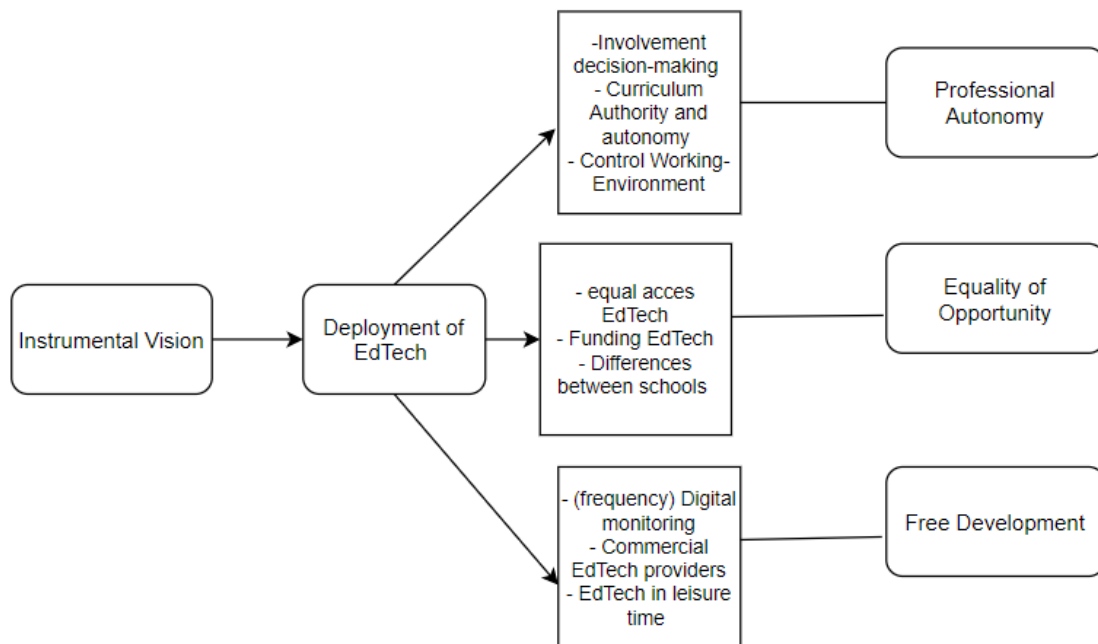 Instrumental Vision
Deployment of
EdTech
-Involvement
decision-making
- Curriculum
Authority and
autonomy
- Control Working-
Environment
Professional
Autonomy
- equal acces
EdTech
- Funding EdTech
- Differences
between schools
Equality of
Opportunity
- (frequency) Digital
monitoring
- Commercial
EdTech providers
- EdTech in leisure
time
Free Development